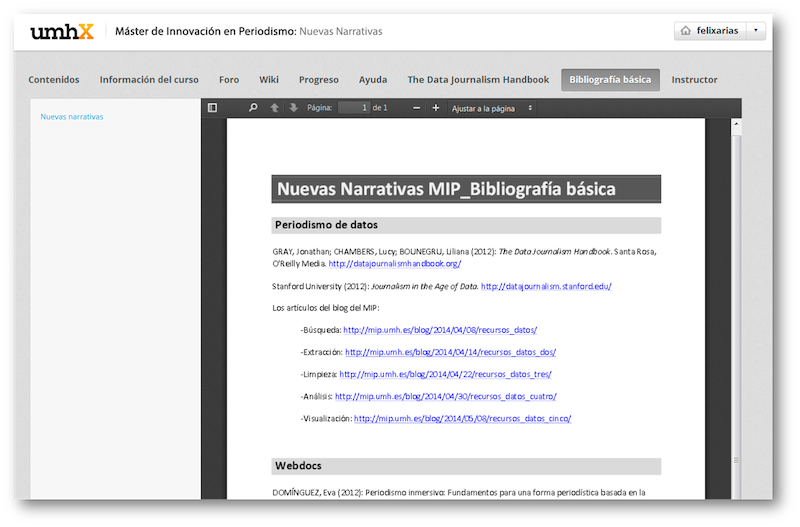 umhX Máster de Innovación en Periodismo: Nuevas Narrativas felixarias
Contenidos Información del curso Foro Wiki Progreso Ayuda The Data Journalism Handbook Bibliografía básica Instructor
Nuevas narrativas
Página: 1 de 1 Ajustar a la página
Nuevas Narrativas MIP_Bibliografía básica
Periodismo de datos
GRAY, Jonathan; CHAMBERS, Lucy; BOUNEGRU, Liliana (2012): The Data Journalism Handbook. Santa Rosa,
O'Reilly Media. http://datajournalismhandbook.org/
Stanford University (2012): Journalism in the Age of Data. http://datajournalism.stanford.edu/
Los artículos del blog del MIP:
-Búsqueda: http://mip.umh.es/blog/2014/04/08/recursos_datos/
-Extracción: http://mip.umh.es/blog/2014/04/14/recursos_datos_dos/
-Limpieza: http://mip.umh.es/blog/2014/04/22/recursos_datos_tres/
-Análisis: http://mip.umh.es/blog/2014/04/30/recursos_datos_cuatro/
-Visualización: http://mip.umh.es/blog/2014/05/08/recursos_datos_cinco/
Webdocs
DOMÍNGUEZ, Eva (2012): Periodismo inmersivo: Fundamentos para una forma periodística basada en la